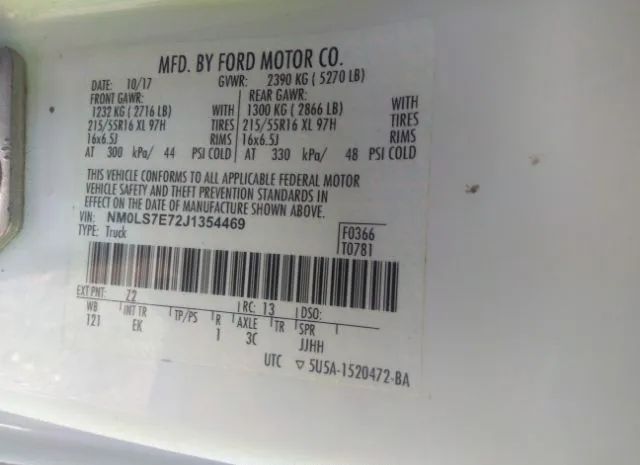 MFD. BY FORD MOTOR CO.
DATE: 10/17 GVWR: 2390 KG ( 5270 LB)
FRONT GAWR: REAR GAWR:
1232 KG ( 2716 LB) WITH 1300 KG ( 2866 LB) WITH
215/55R16 XL 97H TIRES 215/55R16 XL 97H TIRES
16x6.5J RIMS 16x6.5J RIMS
AT 300 kPa/ 44 PSI COLD AT 330 kPa/ 48 PSI COLD
THIS VEHICLE CONFORMS TO ALL APPLICABLE FEDERAL MOTOR
VEHICLE SAFETY AND THEFT PREVENTION STANDARDS IN
EFFECT ON THE DATE OF MANUFACTURE SHOWN ABOVE.
VIN: NM0LS7E72J1354469 F0366
TYPE: Truck T0781
EXT PNT: Z2 RC: 13 DSO:
WB INT TR TP/PS R AXLE TR SPR
121 EK 1 3C JJHH
UTC ▽ 5U5A-1520472-BA